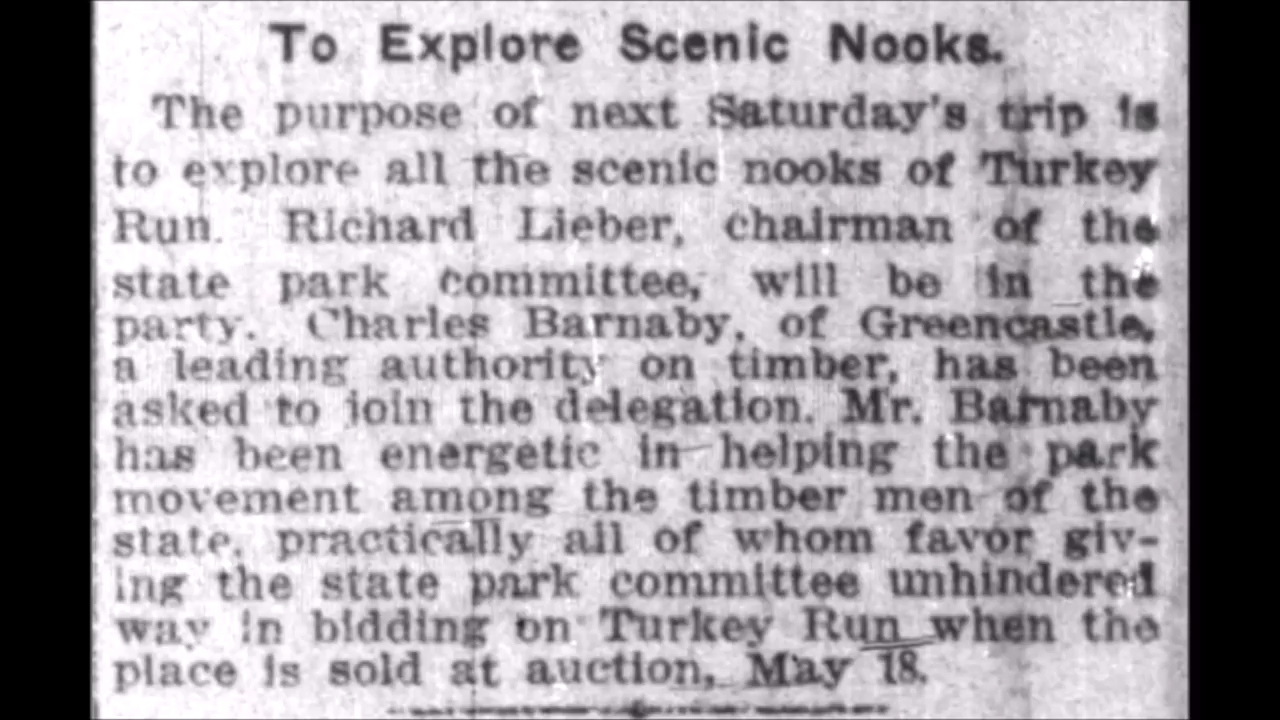 To Explore Scenic Nooks.
The purpose of next Saturday's trip is
to explore all the scenic nooks of Turkey
Run. Richard Lieber, chairman of the
state park committee, will be in the
party. Charles Barnaby, of Greencastle,
a leading authority on timber, has been
asked to join the delegation. Mr. Barnaby
has been energetic in helping the park
movement among the timber men of the
state, practically all of whom favor giv-
ing the state park committee unhindered
way in bidding on Turkey Run when the
place is sold at auction, May 18.